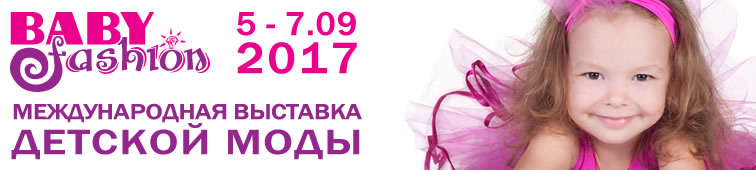 BABY
fashion
5 - 7.09
2017
МЕЖДУНАРОДНАЯ ВЫСТАВКА
ДЕТСКОЙ МОДЫ